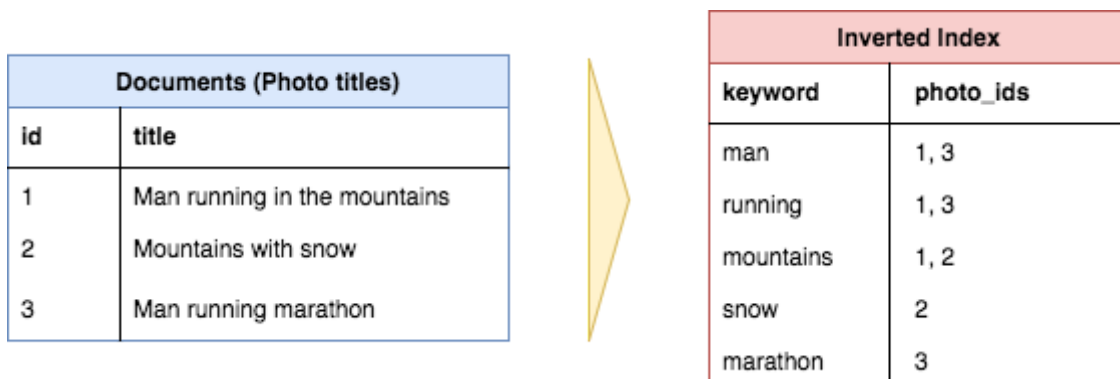 Documents (Photo titles)
id title
1 Man running in the mountains
2 Mountains with snow
3 Man running marathon
Inverted Index
keyword photo_ids
man 1, 3
running 1, 3
mountains 1, 2
snow 2
marathon 3